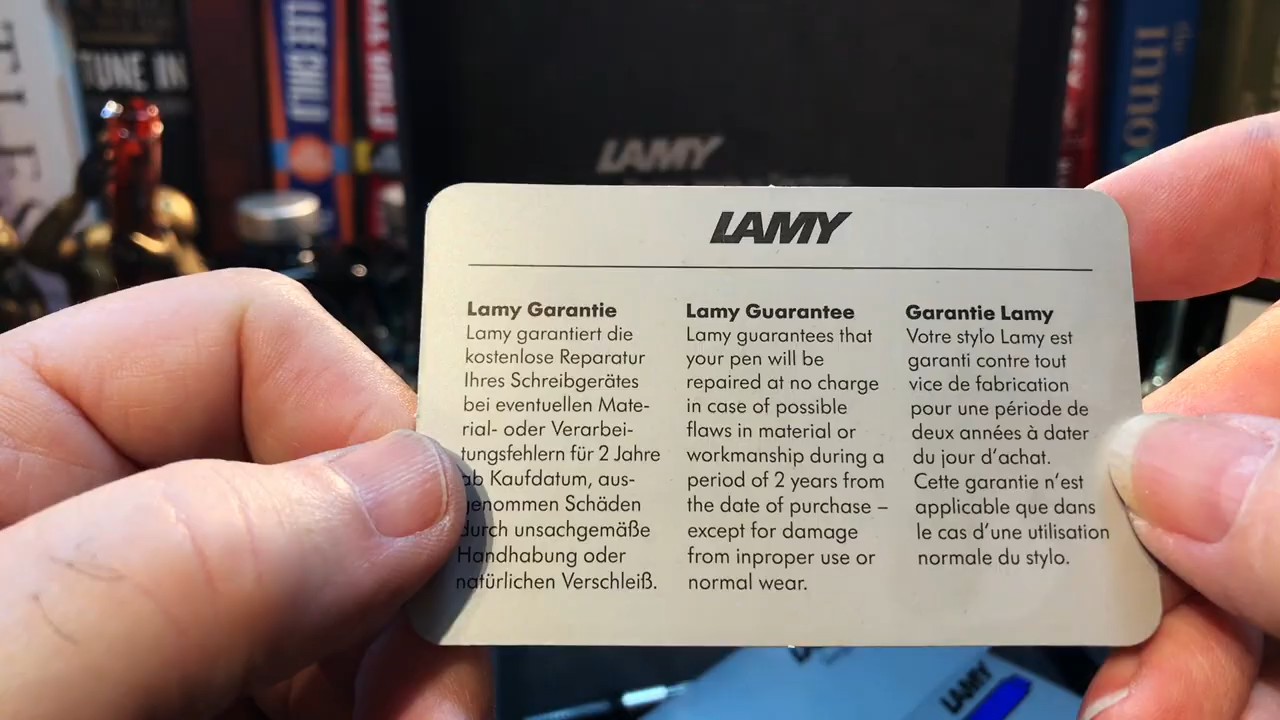 TUNE IN
LEE CHILD
LAMY
LAMY
Lamy Garantie
Lamy garantiert die
kostenlose Reparatur
Ihres Schreibgerätes
bei eventuellen Mate-
rial- oder Verarbei-
tungsfehlern für 2 Jahre
ab Kaufdatum, aus-
genommen Schäden
durch unsachgemäße
Handhabung oder
natürlichen Verschleiß.
Lamy Guarantee
Lamy guarantees that
your pen will be
repaired at no charge
in case of possible
flaws in material or
workmanship during a
period of 2 years from
the date of purchase –
except for damage
from inproper use or
normal wear.
Garantie Lamy
Votre stylo Lamy est
garanti contre tout
vice de fabrication
pour une période de
deux années à dater
du jour d'achat.
Cette garantie n'est
applicable que dans
le cas d'une utilisation
normale du stylo.
LAMY